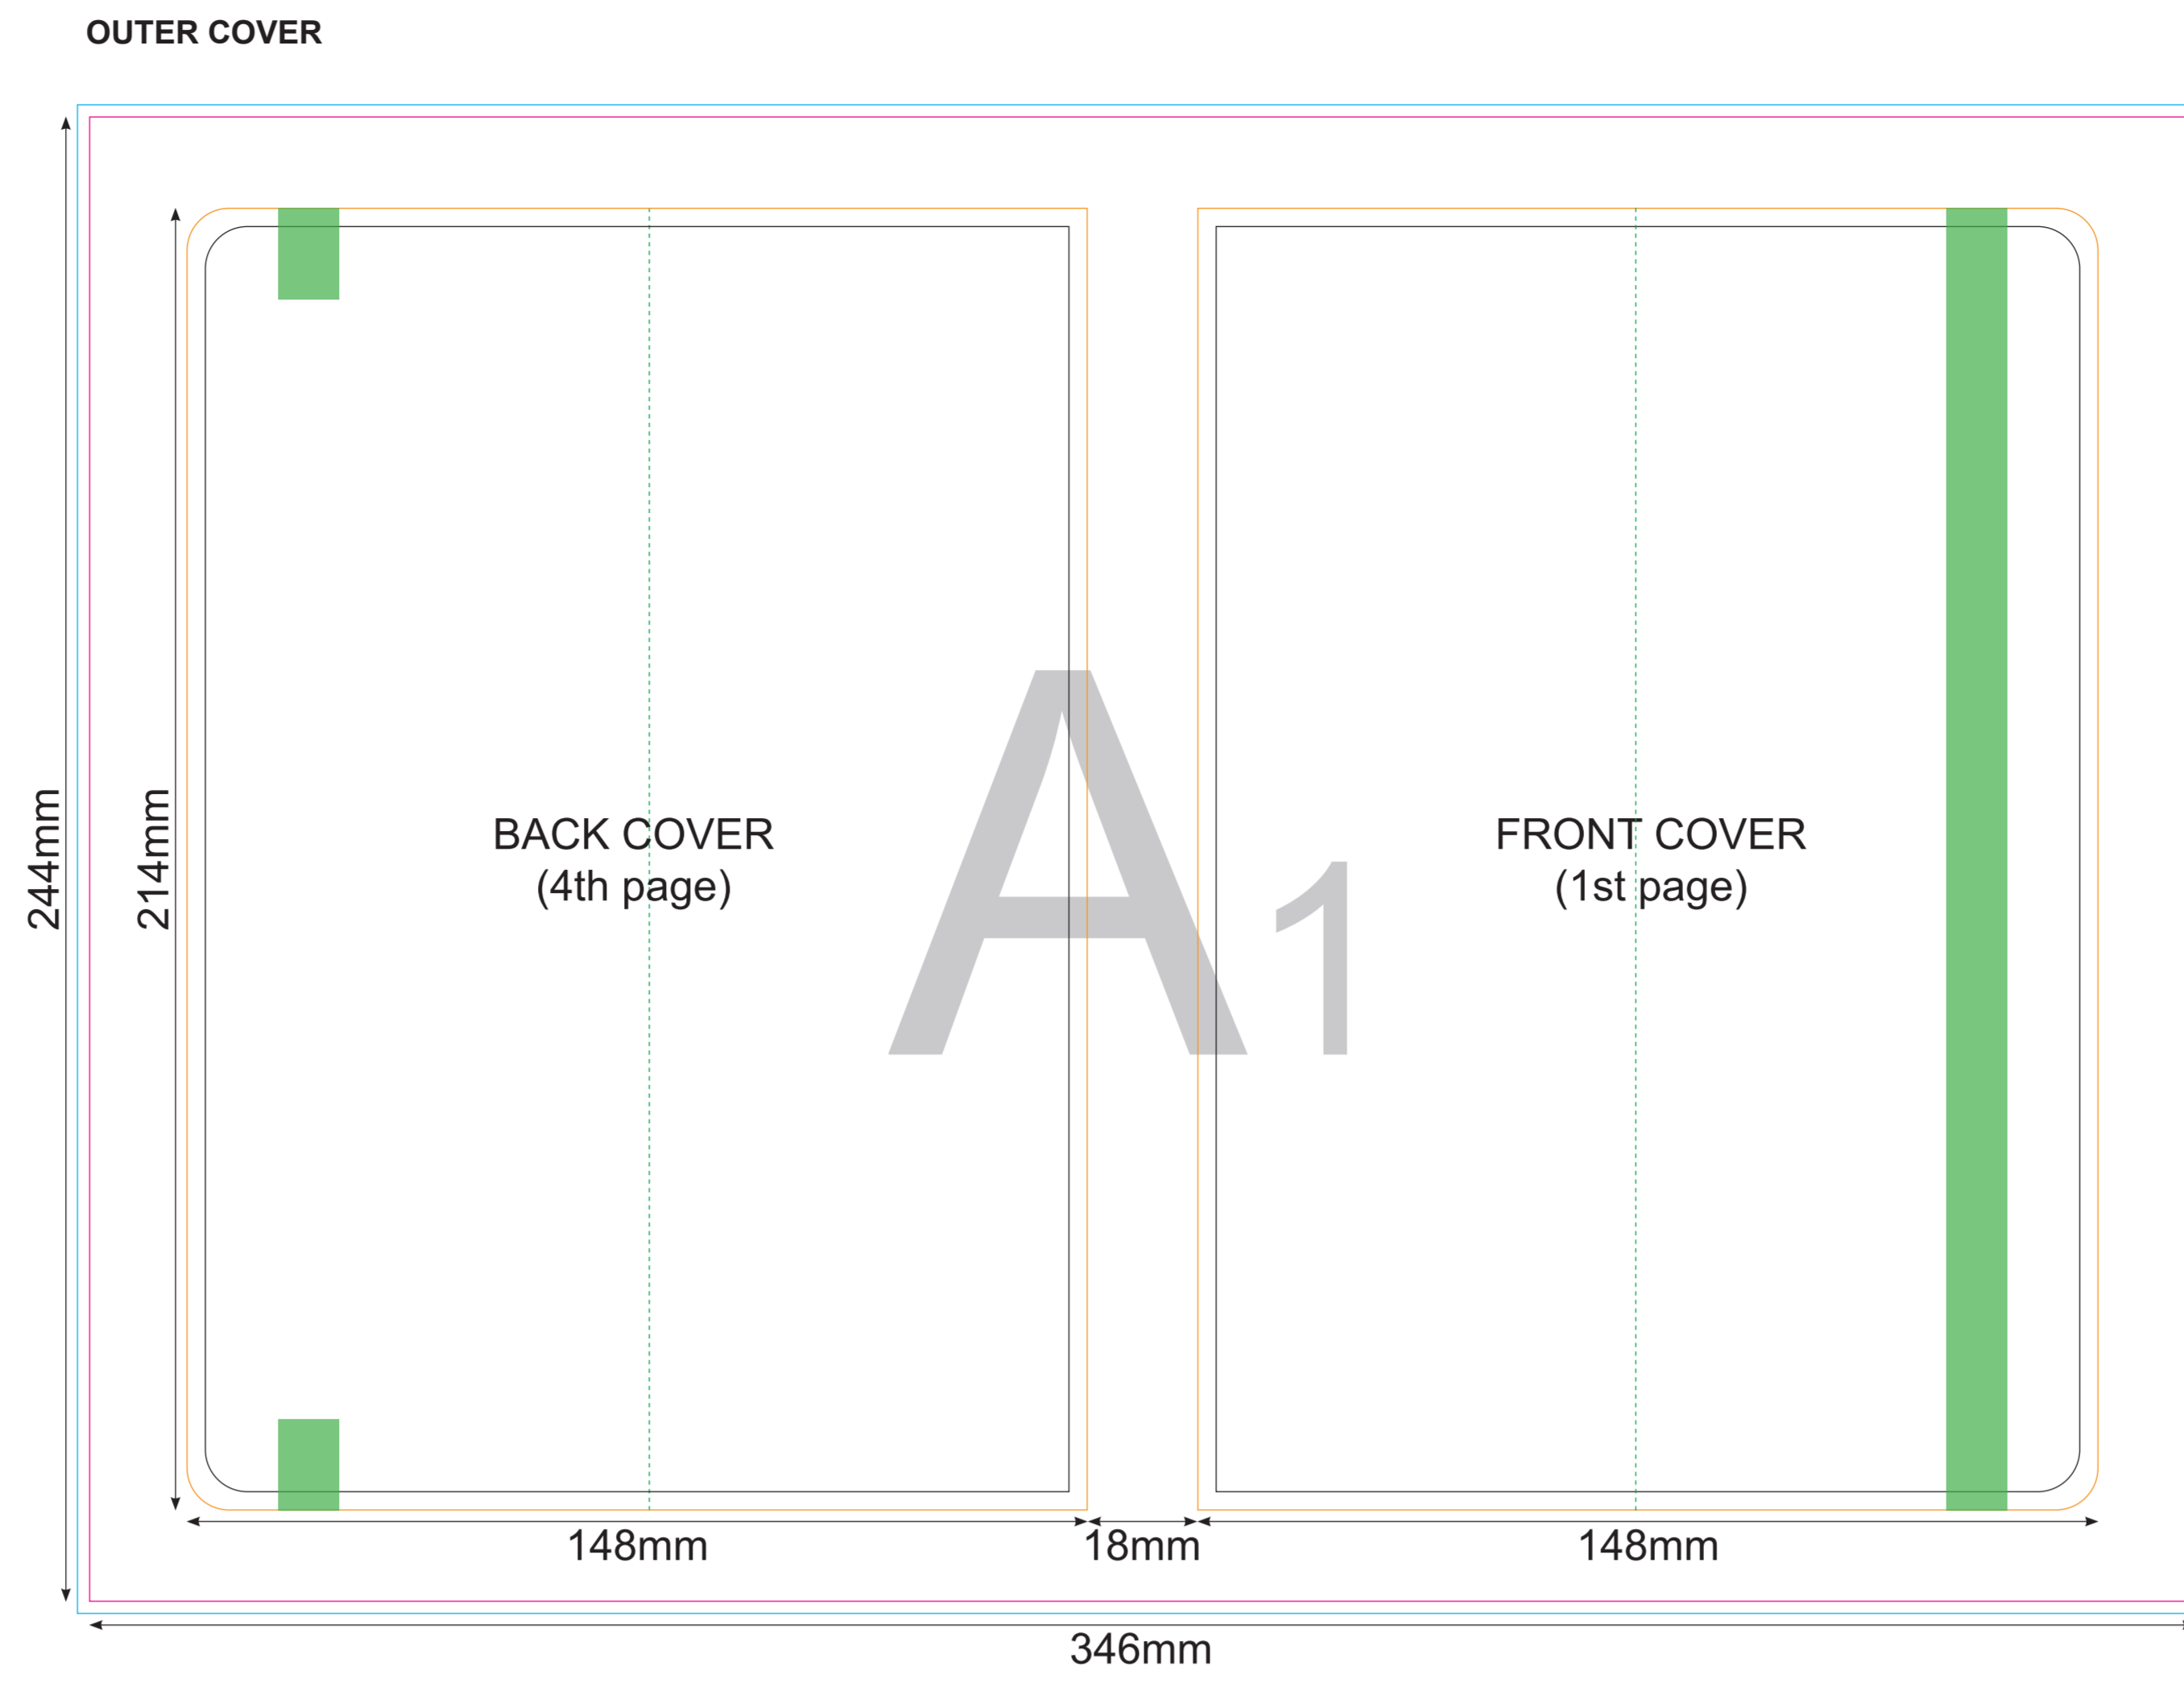 OUTER COVER
244mm
214mm
BACK COVER
(4th page)
A1
FRONT COVER
(1st page)
148mm
18mm
148mm
346mm